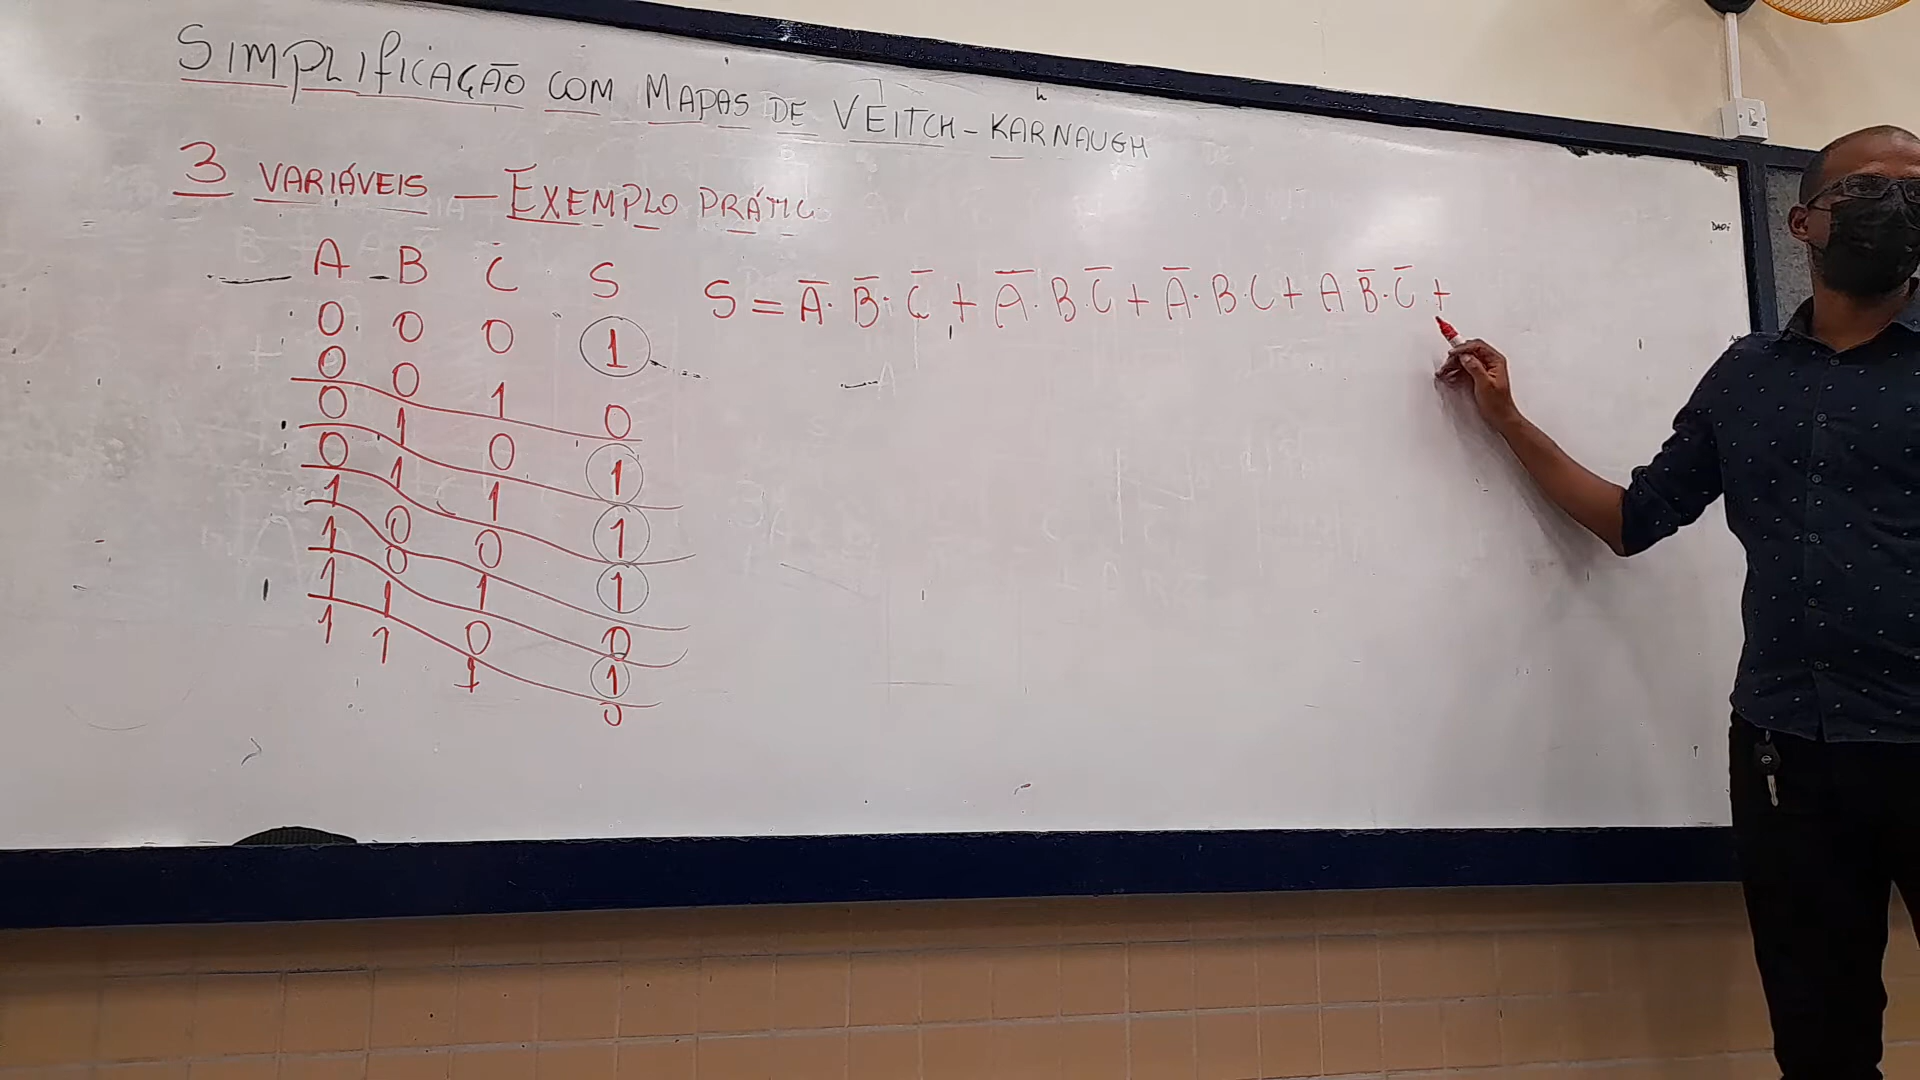 SIMPLIFICAÇÃO COM MAPAS DE VEITCH-KARNAUGH
3 VARIÁVEIS — EXEMPLO PRÁTIC
A B C S
0 0 0 1
0 0 1 0
0 1 0 1
0 1 1 1
1 0 0 1
1 0 1 0
1 1 0 1
1 1 1 0
S = A̅ · B̅ · C̅ + A̅ · B · C̅ + A̅ · B · C + A · B̅ · C̅ +